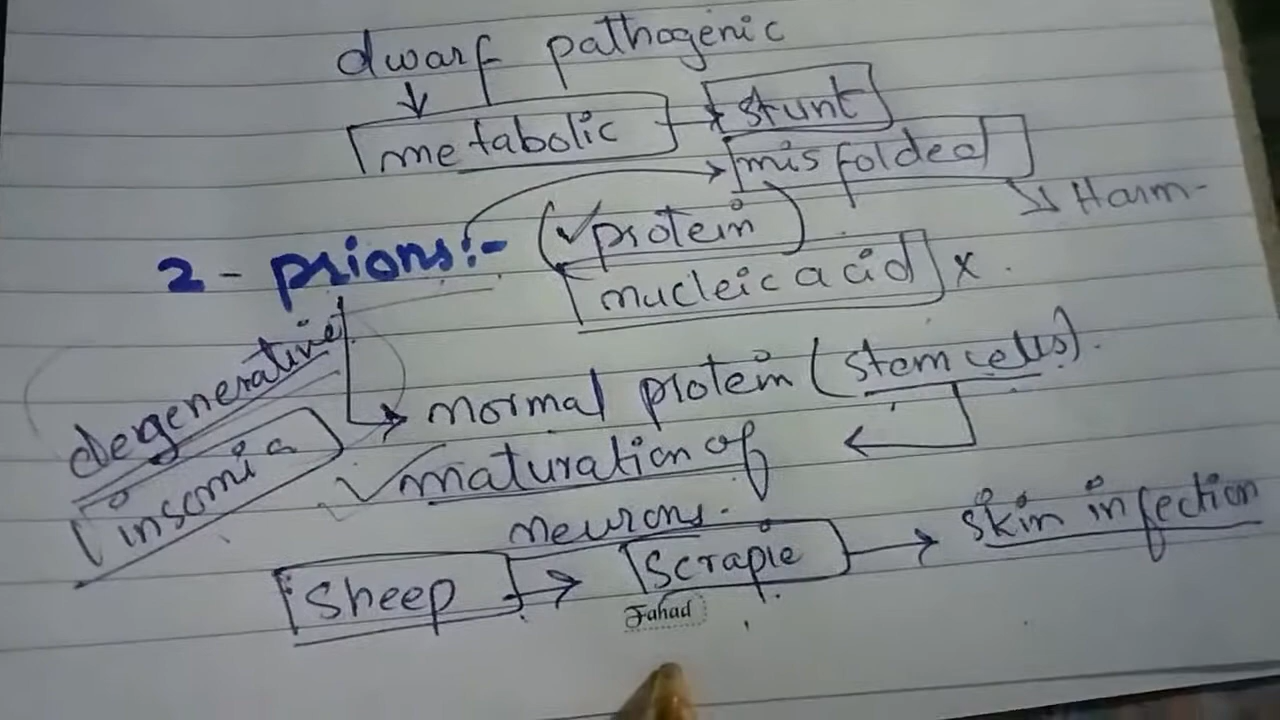 dwarf pathogenic
↓
metabolic → stunt
misfolded
↘ Harm-
2 - prions:- (✓protein)
nucleic acid x.
degenerative
→ normal protein (stem cells).
insomia
✓ maturation of
neurons.
Sheep → Scrapie → skin infection
Fahad